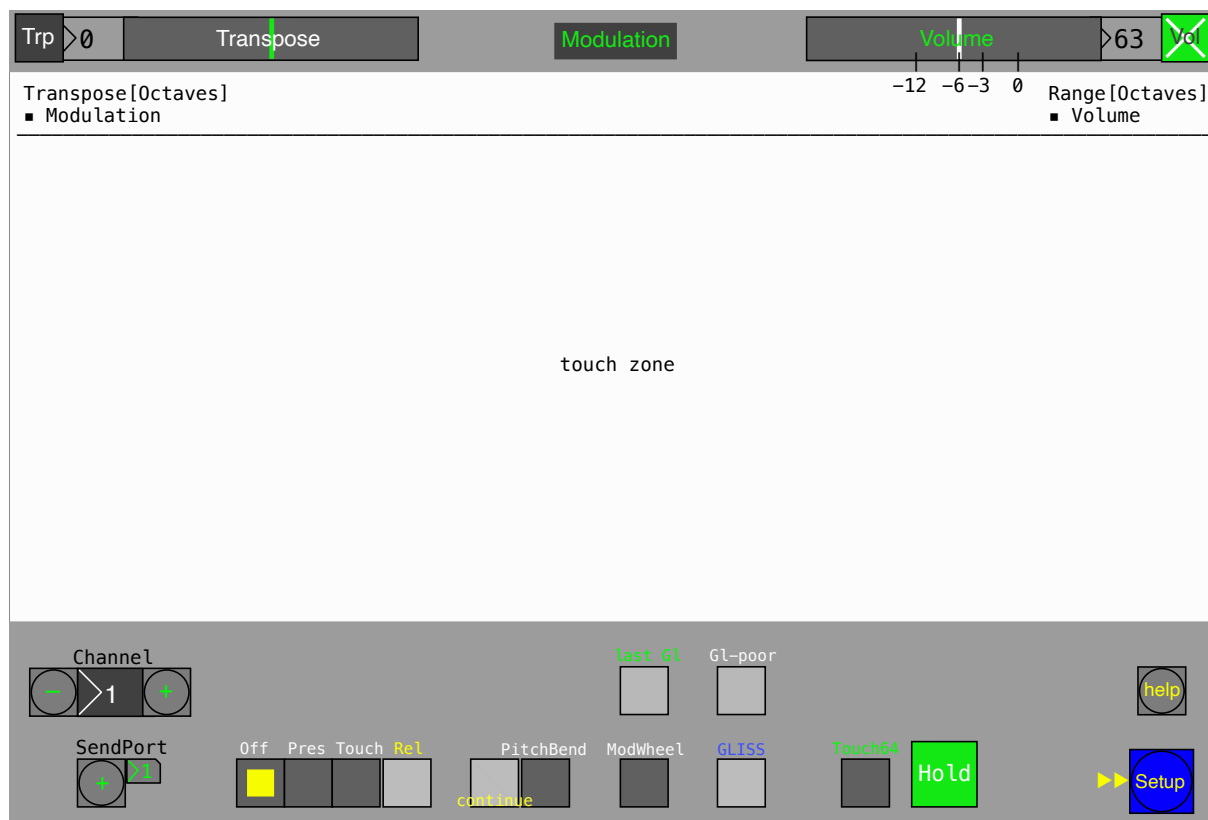 Trp >0 Transpose Modulation Volume >63 Vol
−12 −6 −3 0
Transpose[Octaves] Range[Octaves]
▪ Modulation ▪ Volume
touch zone
last Gl Gl−poor
Channel
− >1 + help
SendPort Off Pres Touch Rel PitchBend ModWheel GLISS Touch64
+ >1 Hold
▶▶ Setup
continue